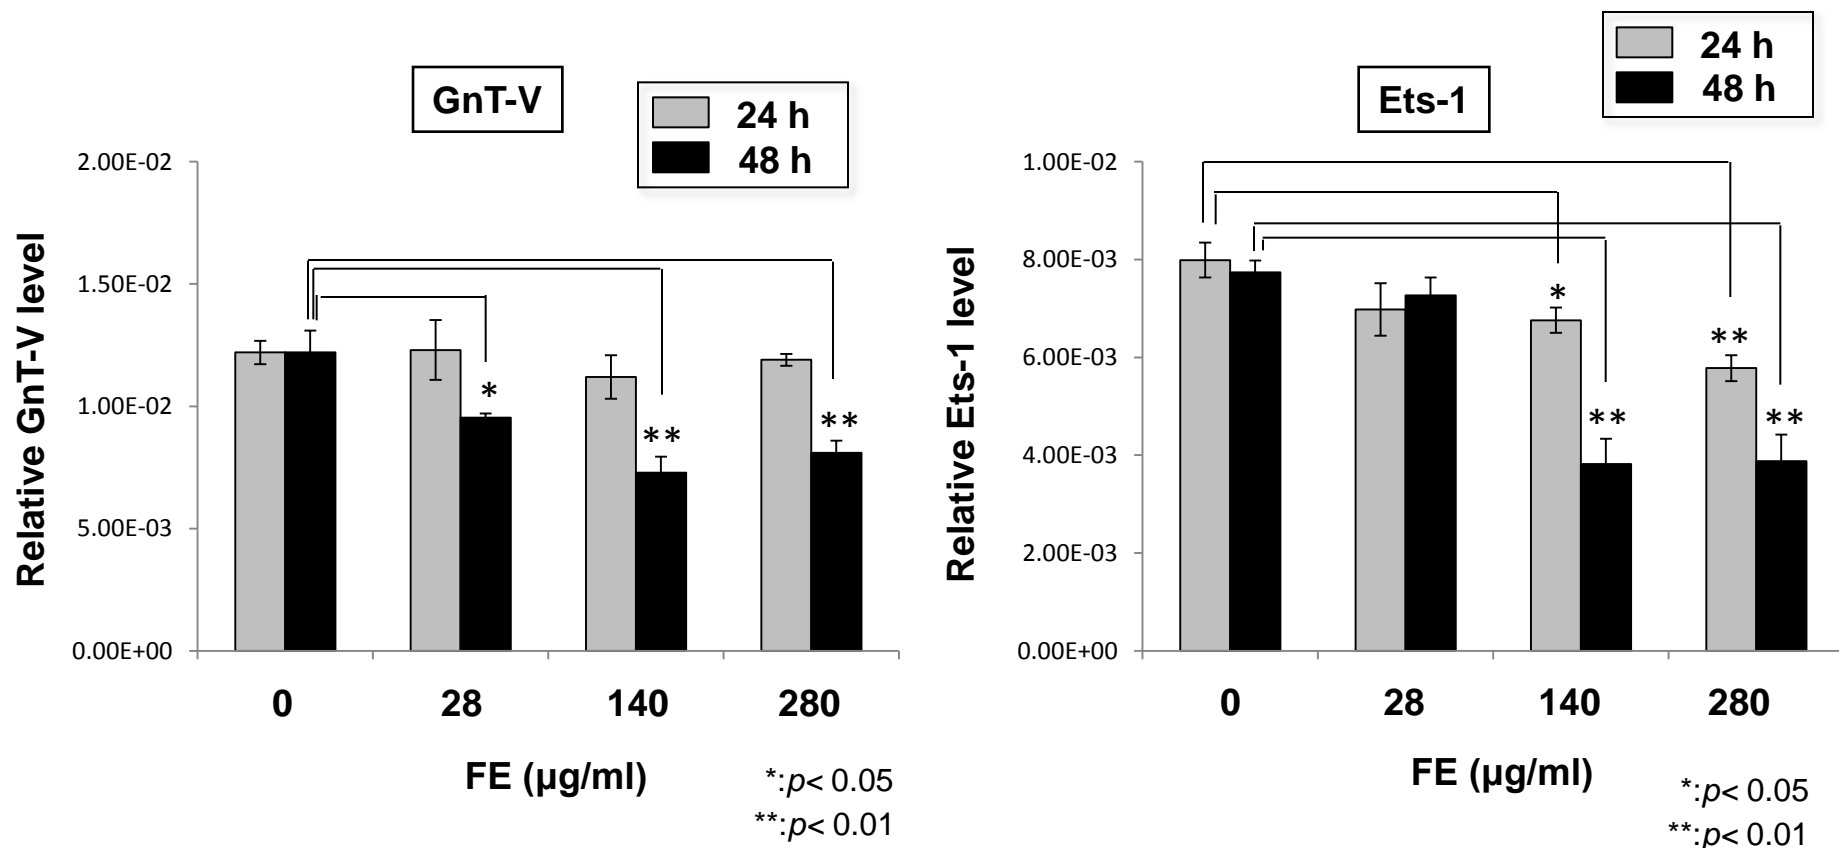 GnT-V
24 h
48 h
2.00E-02
1.50E-02
1.00E-02
5.00E-03
0.00E+00
Relative GnT-V level
*
**
**
0
28
140
280
FE (µg/ml)
*:p< 0.05
**:p< 0.01
Ets-1
24 h
48 h
1.00E-02
8.00E-03
6.00E-03
4.00E-03
2.00E-03
0.00E+00
Relative Ets-1 level
*
**
**
**
0
28
140
280
FE (µg/ml)
*:p< 0.05
**:p< 0.01